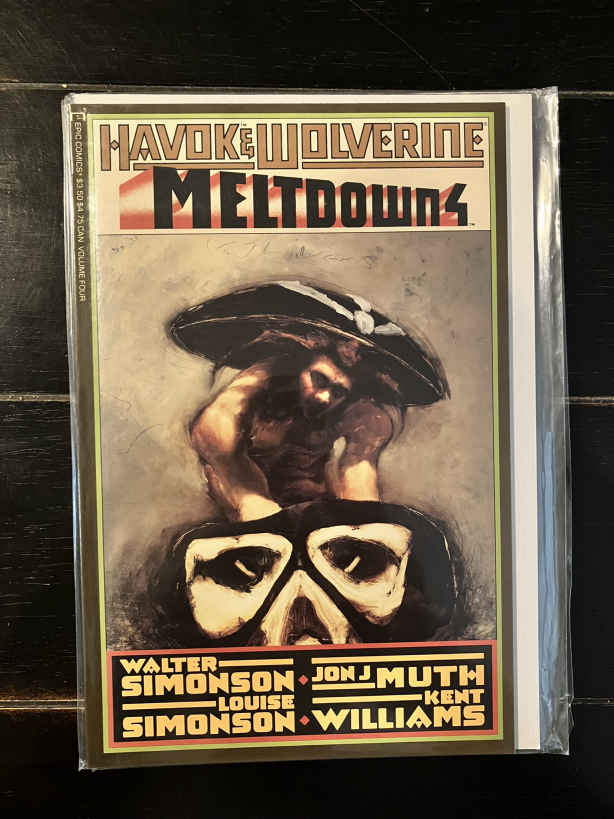 EPIC COMICS® $3.50 $4.75 CAN. VOLUME FOUR
HAVOK & WOLVERINE
MELTDOWN 4
WALTER
SIMONSON
LOUISE
SIMONSON
JON J MUTH
KENT
WILLIAMS